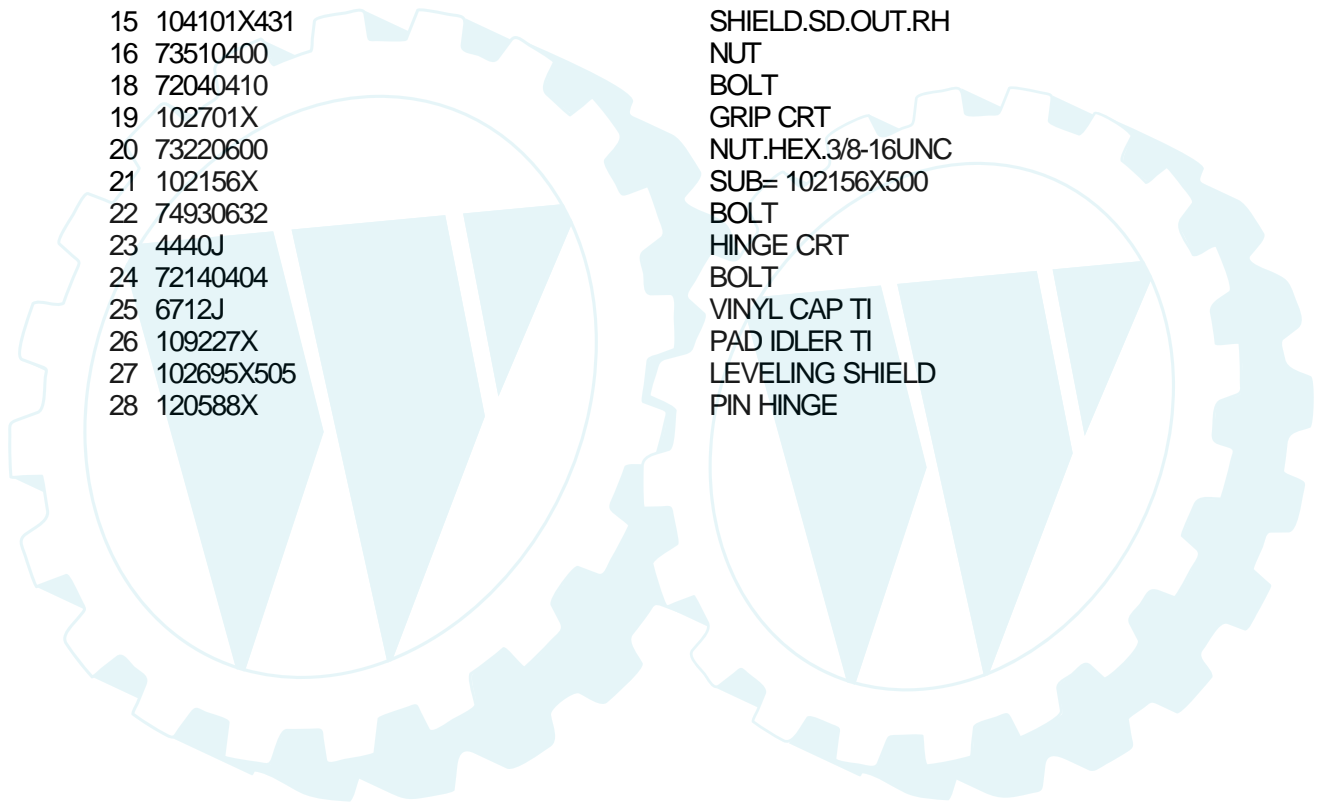 15 104101X431 SHIELD.SD.OUT.RH
16 73510400 NUT
18 72040410 BOLT
19 102701X GRIP CRT
20 73220600 NUT.HEX.3/8-16UNC
21 102156X SUB= 102156X500
22 74930632 BOLT
23 4440J HINGE CRT
24 72140404 BOLT
25 6712J VINYL CAP TI
26 109227X PAD IDLER TI
27 102695X505 LEVELING SHIELD
28 120588X PIN HINGE